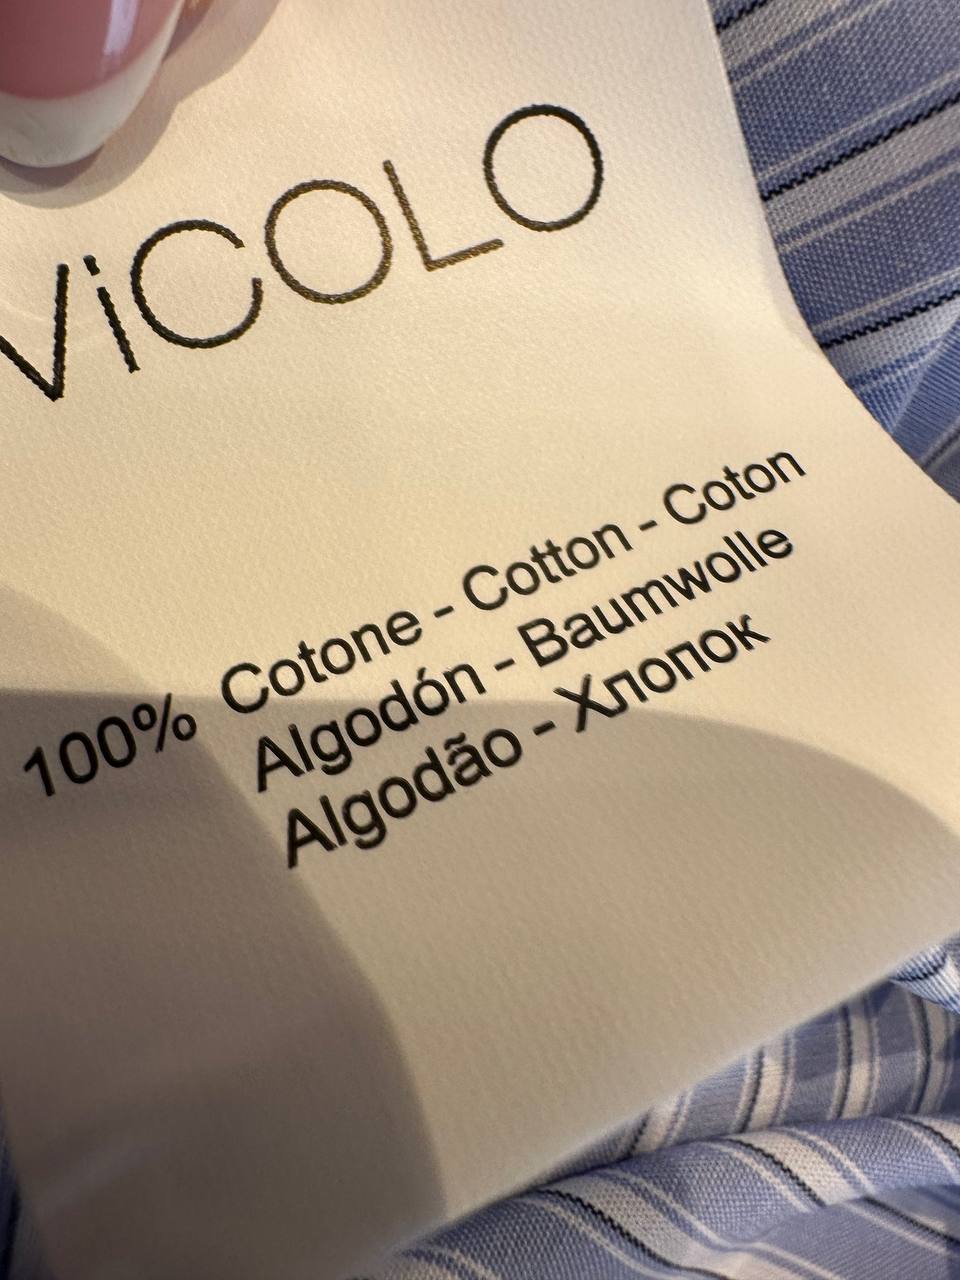 ViCOLO
100% Cotone - Cotton - Coton
Algodón - Baumwolle
Algodão - Хлопок